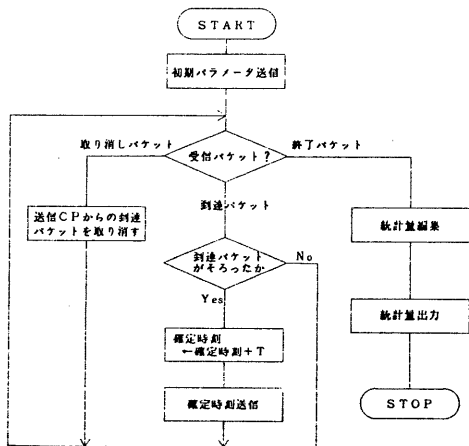 START
初期パラメータ送信
取り消しパケット
受信パケット?
終了パケット
送信CPからの到達
パケットを取り消す
到達パケット
統計量編集
到達パケット
がそろったか
No
Yes
統計量出力
確定時刻
←確定時刻+T
確定時刻送信
STOP